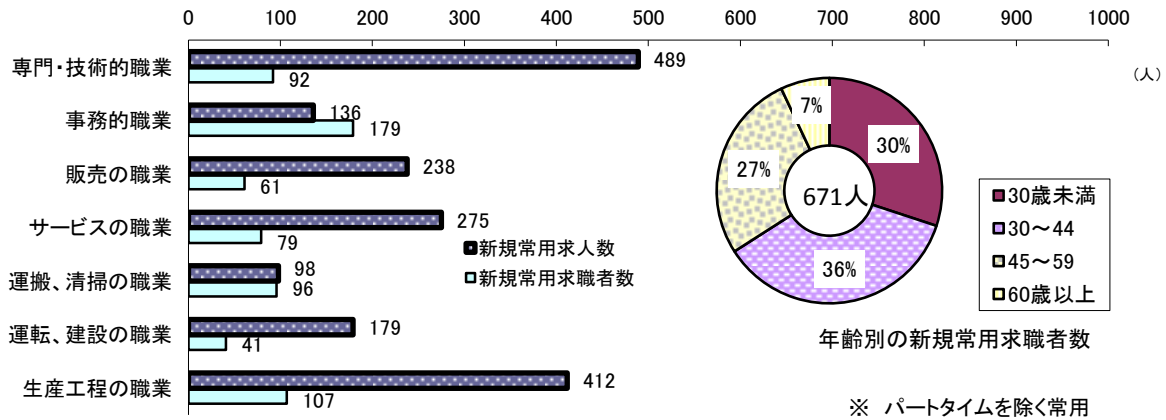 0 100 200 300 400 500 600 700 800 900 1000
(人)
専門・技術的職業
489
92
事務的職業
136
179
販売の職業
238
61
サービスの職業
275
79
運搬、清掃の職業
98
96
運転、建設の職業
179
41
生産工程の職業
412
107
新規常用求人数
新規常用求職者数
7%
30%
27%
671人
36%
30歳未満
30～44
45～59
60歳以上
年齢別の新規常用求職者数
※ パートタイムを除く常用